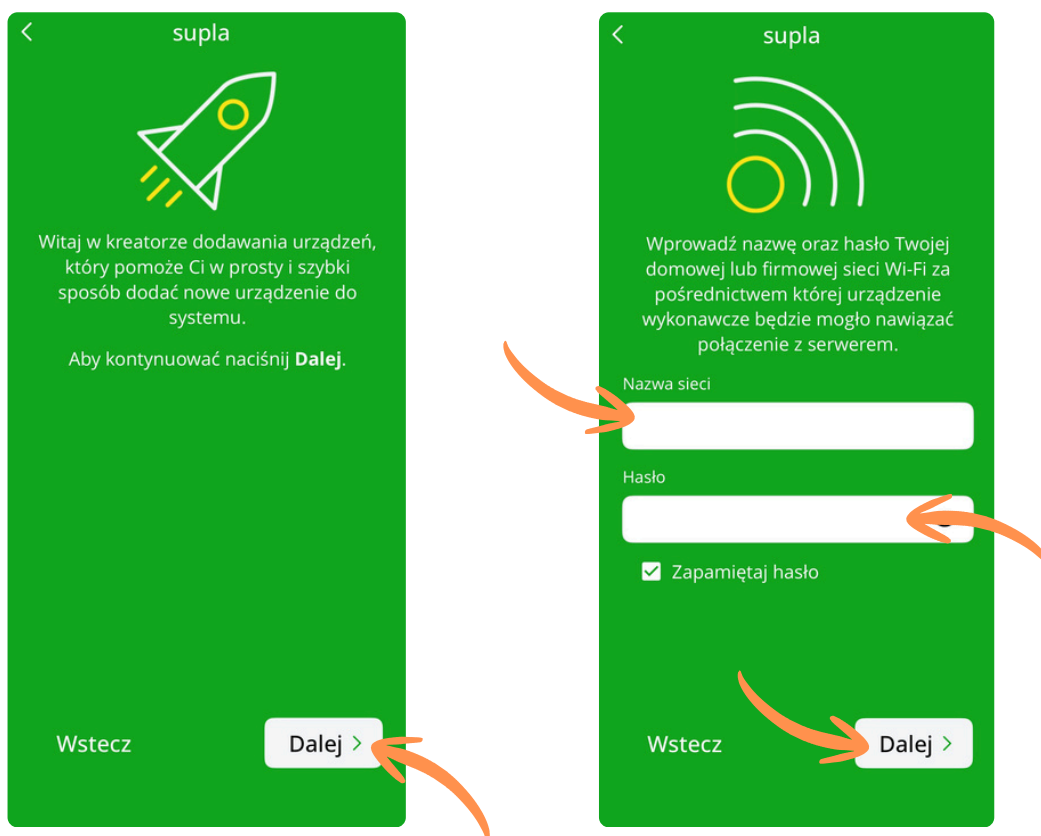 supla
Witaj w kreatorze dodawania urządzeń,
który pomoże Ci w prosty i szybki
sposób dodać nowe urządzenie do
systemu.
Aby kontynuować naciśnij Dalej.
Wstecz
Dalej
supla
Wprowadź nazwę oraz hasło Twojej
domowej lub firmowej sieci Wi-Fi za
pośrednictwem której urządzenie
wykonawcze będzie mogło nawiązać
połączenie z serwerem.
Nazwa sieci
Hasło
Zapamiętaj hasło
Wstecz
Dalej